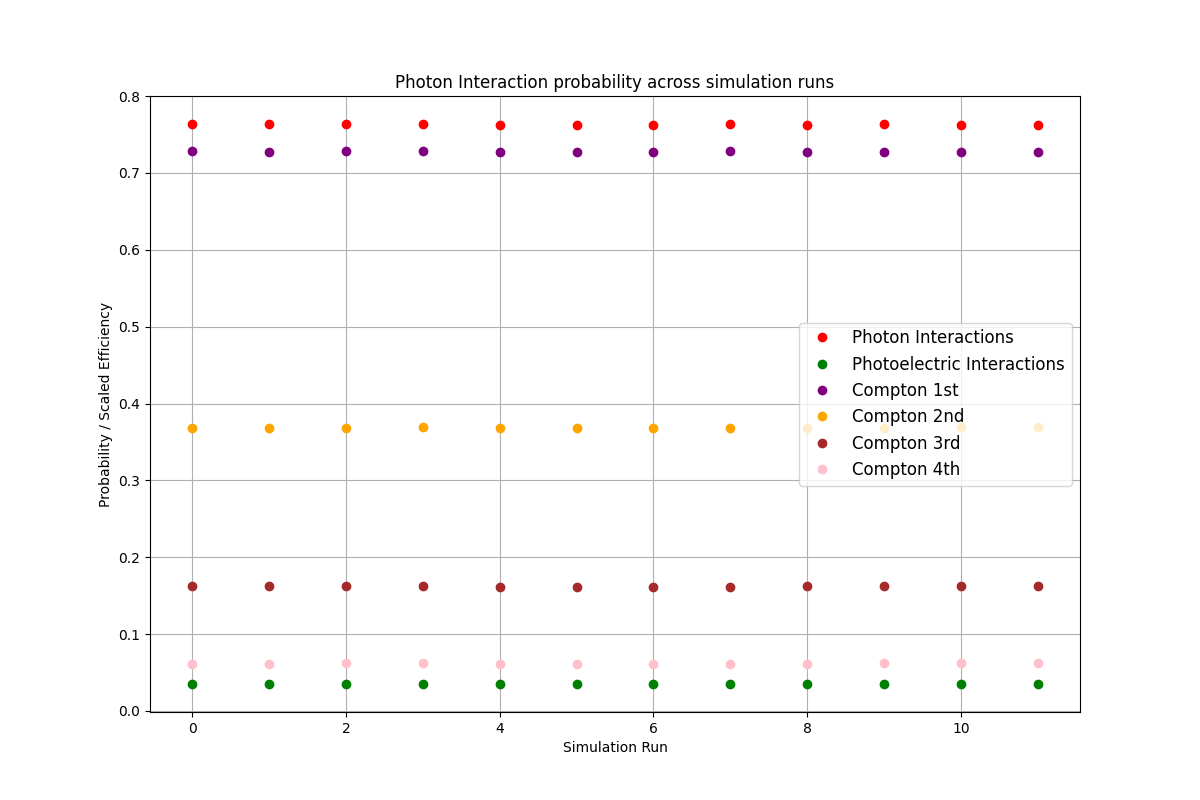 Photon Interaction probability across simulation runs
Probability / Scaled Efficiency
0.8
0.7
0.6
0.5
0.4
0.3
0.2
0.1
0.0
Photon Interactions
Photoelectric Interactions
Compton 1st
Compton 2nd
Compton 3rd
Compton 4th
0 2 4 6 8 10
Simulation Run